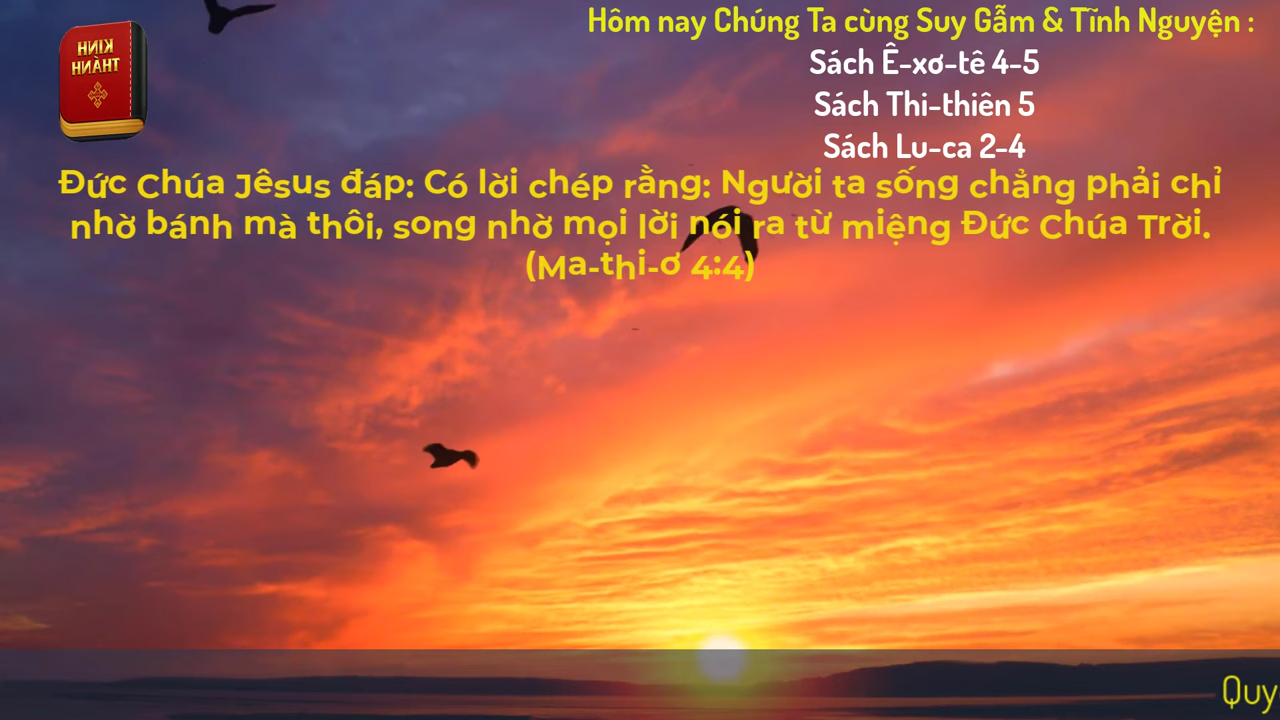 Hôm nay Chúng Ta cùng Suy Gẫm & Tĩnh Nguyện :
Sách Ê-xơ-tê 4-5
Sách Thi-thiên 5
Sách Lu-ca 2-4
KINH
THÀNH
Đức Chúa Jêsus đáp: Có lời chép rằng: Người ta sống chẳng phải chỉ
nhờ bánh mà thôi, song nhờ mọi lời nói ra từ miệng Đức Chúa Trời.
(Ma-thi-ơ 4:4)
Quy